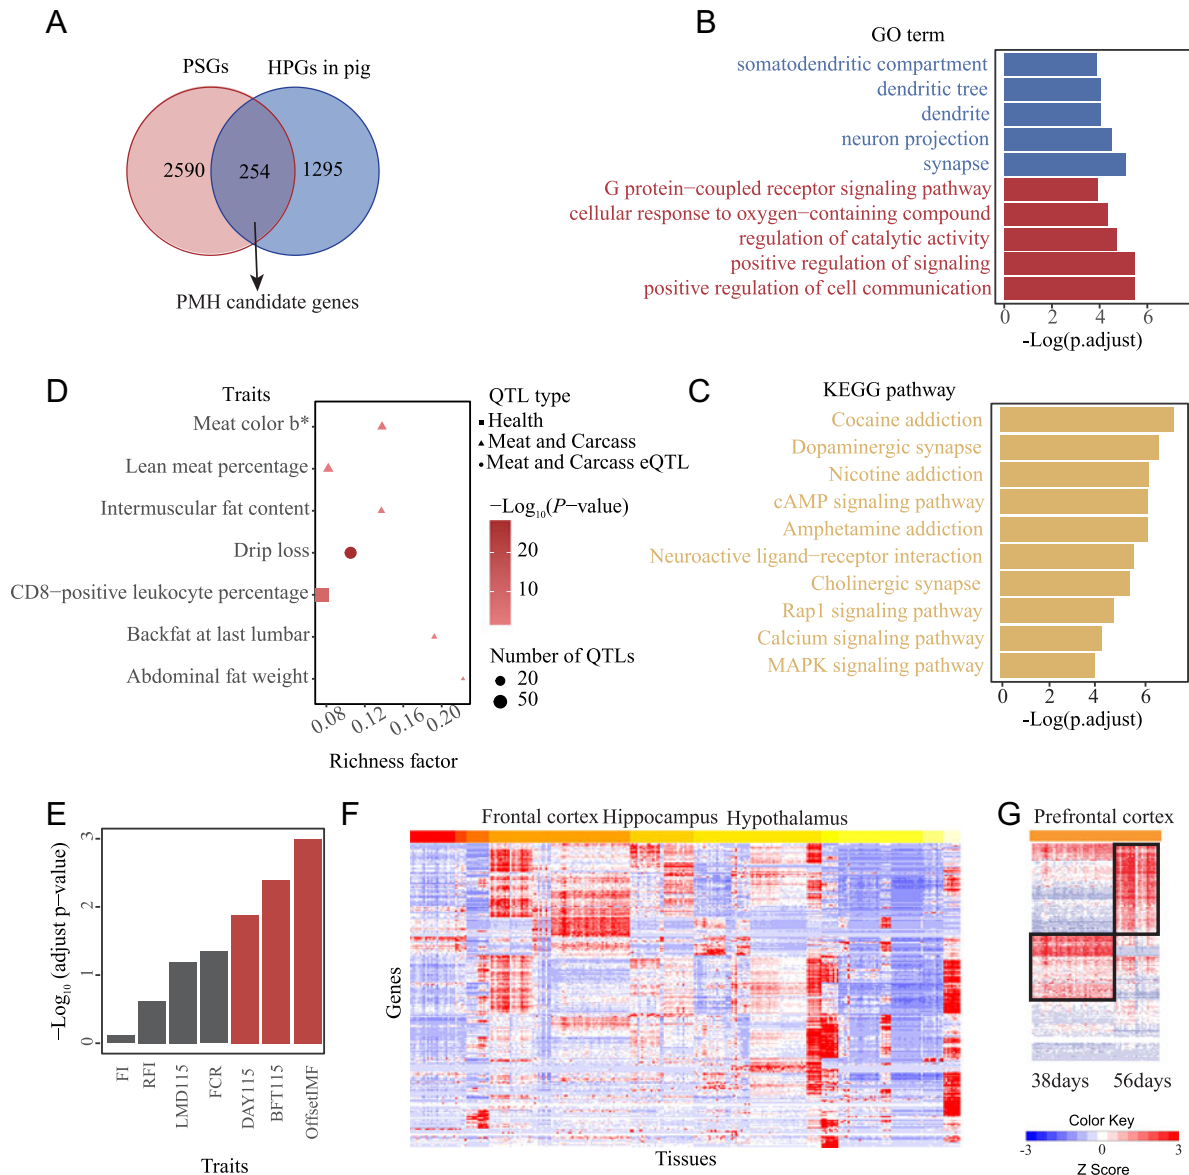 A
PSGs
HPGs in pig
2590
254
1295
PMH candidate genes
B
GO term
somatodendritic compartment
dendritic tree
dendrite
neuron projection
synapse
G protein−coupled receptor signaling pathway
cellular response to oxygen−containing compound
regulation of catalytic activity
positive regulation of signaling
positive regulation of cell communication
0 2 4 6
-Log(p.adjust)
D
Traits
Meat color b*
Lean meat percentage
Intermuscular fat content
Drip loss
CD8−positive leukocyte percentage
Backfat at last lumbar
Abdominal fat weight
0.08 0.12 0.16 0.20
Richness factor
QTL type
Health
Meat and Carcass
Meat and Carcass eQTL
−Log10(P−value)
20
10
Number of QTLs
20
50
C
KEGG pathway
Cocaine addiction
Dopaminergic synapse
Nicotine addiction
cAMP signaling pathway
Amphetamine addiction
Neuroactive ligand−receptor interaction
Cholinergic synapse
Rap1 signaling pathway
Calcium signaling pathway
MAPK signaling pathway
0 2 4 6
-Log(p.adjust)
E
−Log10 (adjust p−value)
3
2
1
0
FI
RFI
LMD115
FCR
DAY115
BFT115
OffsetIMF
Traits
F
Frontal cortex Hippocampus Hypothalamus
Genes
Tissues
G
Prefrontal cortex
38days 56days
Color Key
-3 0 3
Z Score